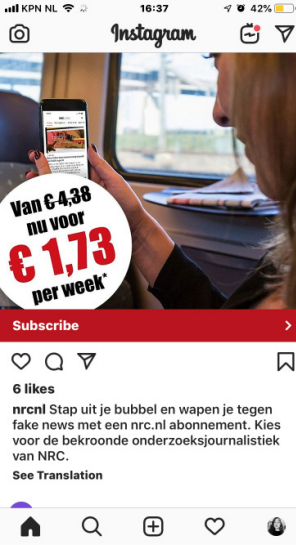 KPN NL 16:37 42%
Instagram
Van € 4,38
nu voor
€ 1,73
per week*
Subscribe
6 likes
nrcnl Stap uit je bubbel en wapen je tegen
fake news met een nrc.nl abonnement. Kies
voor de bekroonde onderzoeksjournalistiek
van NRC.
See Translation